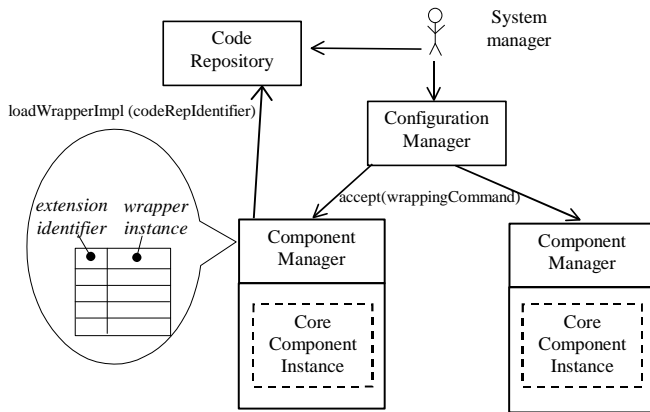 System
manager
Code
Repository
loadWrapperImpl (codeRepIdentifier)
Configuration
Manager
accept(wrappingCommand)
extension
identifier
wrapper
instance
Component
Manager
Core
Component
Instance
Component
Manager
Core
Component
Instance